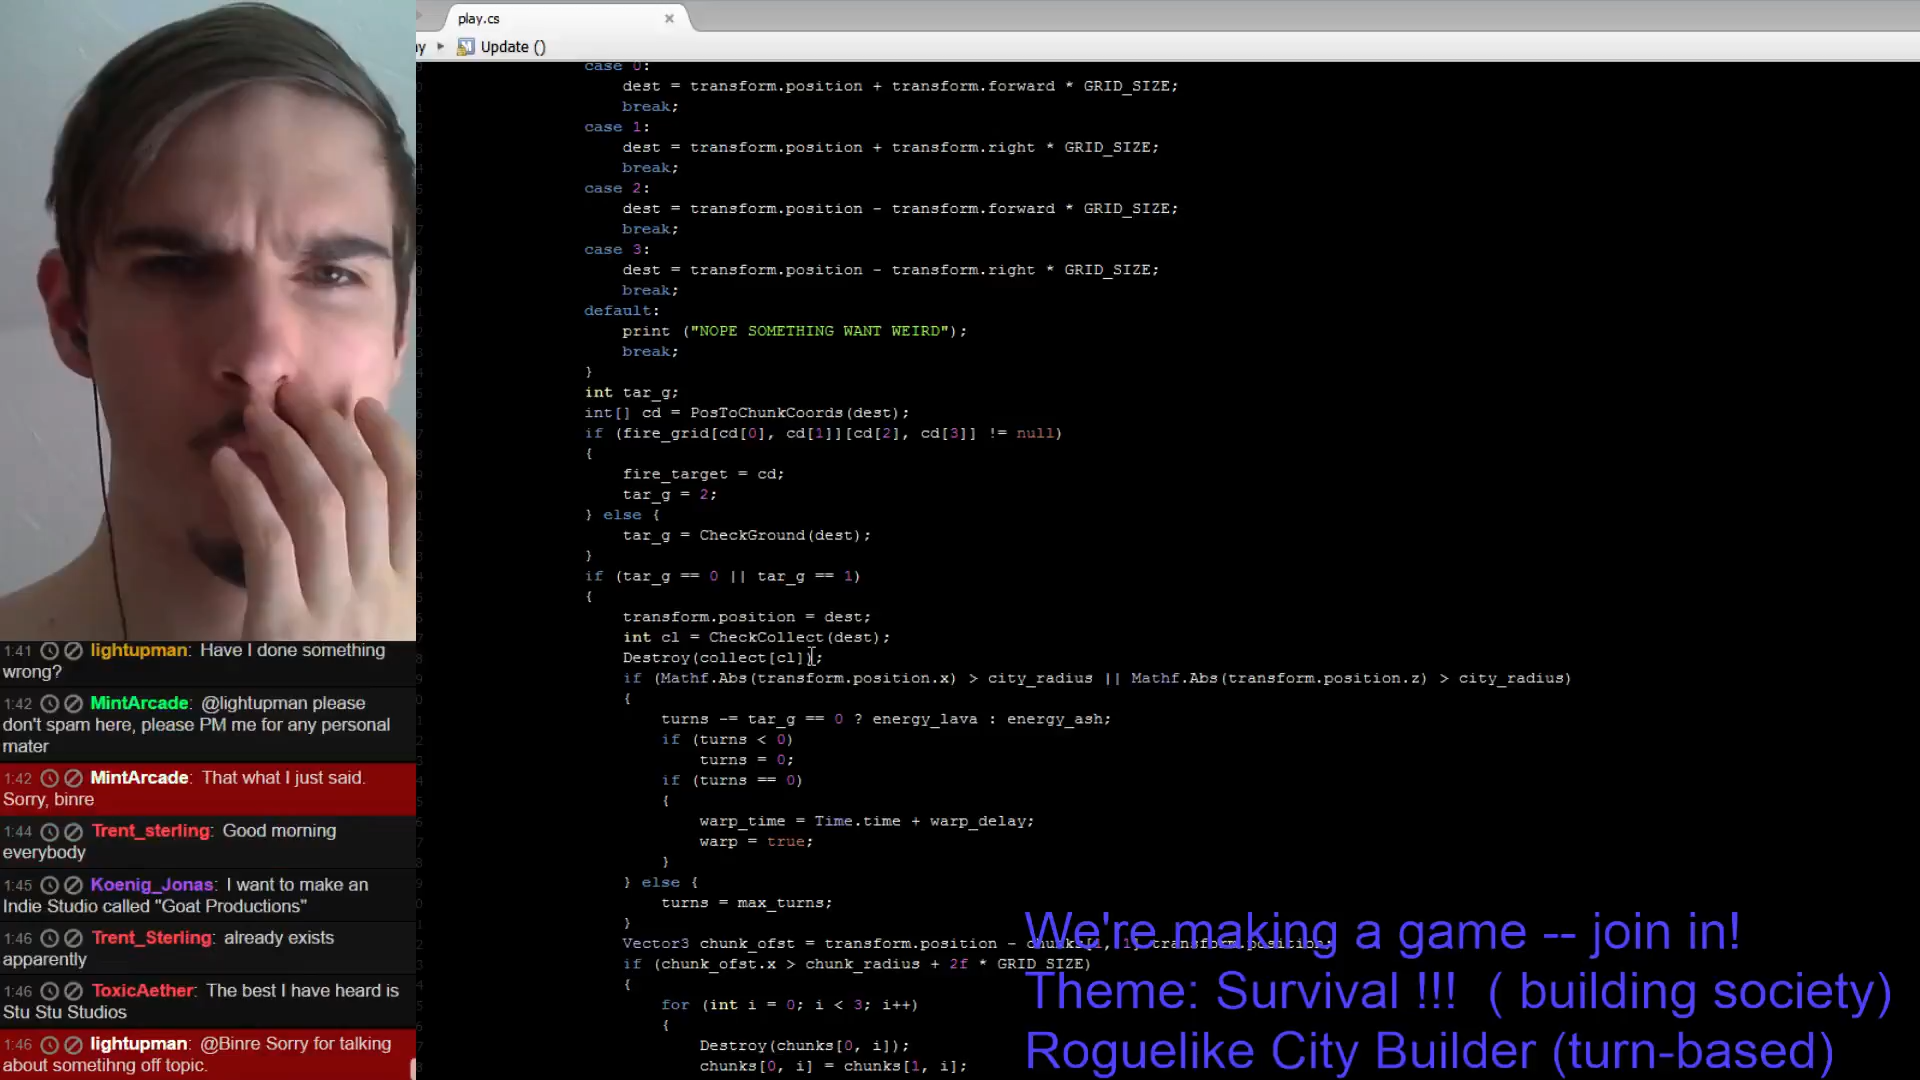 play.cs
Update ()
case 0:
dest = transform.position + transform.forward * GRID_SIZE;
break;
case 1:
dest = transform.position + transform.right * GRID_SIZE;
break;
case 2:
dest = transform.position - transform.forward * GRID_SIZE;
break;
case 3:
dest = transform.position - transform.right * GRID_SIZE;
break;
default:
print ("NOPE SOMETHING WANT WEIRD");
break;
}
int tar_g;
int[] cd = PosToChunkCoords(dest);
if (fire_grid[cd[0], cd[1]][cd[2], cd[3]] != null)
{
fire_target = cd;
tar_g = 2;
} else {
tar_g = CheckGround(dest);
}
if (tar_g == 0 || tar_g == 1)
{
transform.position = dest;
int cl = CheckCollect(dest);
Destroy(collect[cl]);
if (Mathf.Abs(transform.position.x) > city_radius || Mathf.Abs(transform.position.z) > city_radius)
{
turns -= tar_g == 0 ? energy_lava : energy_ash;
if (turns < 0)
turns = 0;
if (turns == 0)
{
warp_time = Time.time + warp_delay;
warp = true;
}
} else {
turns = max_turns;
}
Vector3 chunk_ofst = transform.position - chunks[1, 1].transform.position;
if (chunk_ofst.x > chunk_radius + 2f * GRID_SIZE)
{
for (int i = 0; i < 3; i++)
{
Destroy(chunks[0, i]);
chunks[0, i] = chunks[1, i];
1:41 lightupman: Have I done something
wrong?
1:42 MintArcade: @lightupman please
don't spam here, please PM me for any personal
mater
1:42 MintArcade: That what I just said.
Sorry, binre
1:44 Trent_sterling: Good morning
everybody
1:45 Koenig_Jonas: I want to make an
Indie Studio called "Goat Productions"
1:46 Trent_Sterling: already exists
apparently
1:46 ToxicAether: The best I have heard is
Stu Stu Studios
1:46 lightupman: @Binre Sorry for talking
about sometihng off topic.
We're making a game -- join in!
Theme: Survival !!! ( building society)
Roguelike City Builder (turn-based)